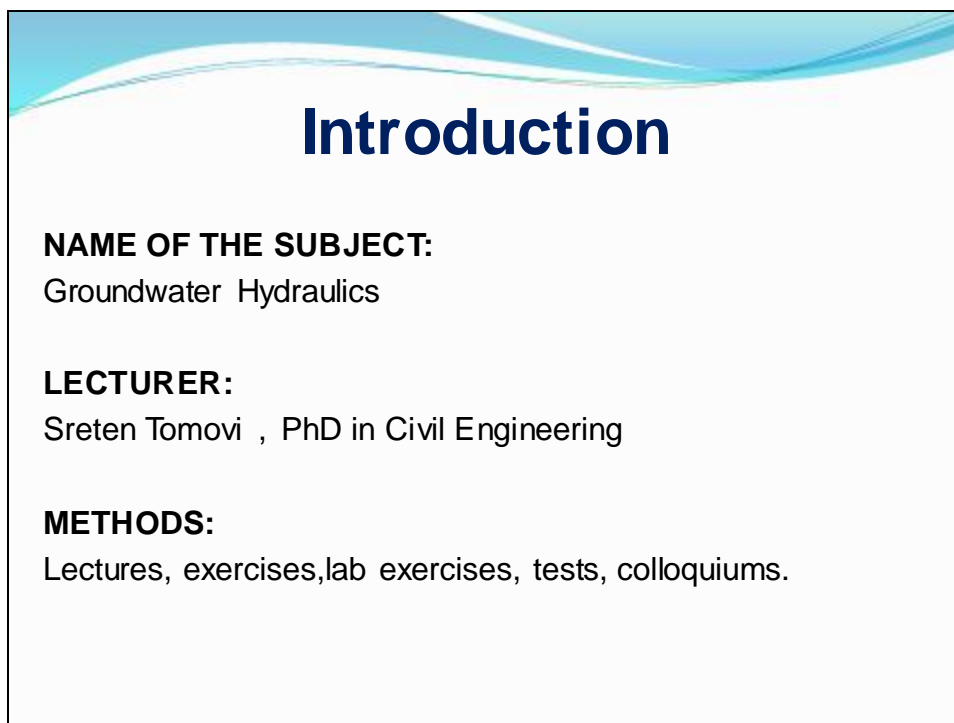 Introduction
NAME OF THE SUBJECT:
Groundwater Hydraulics
LECTURER:
Sreten Tomovi , PhD in Civil Engineering
METHODS:
Lectures, exercises,lab exercises, tests, colloquiums.